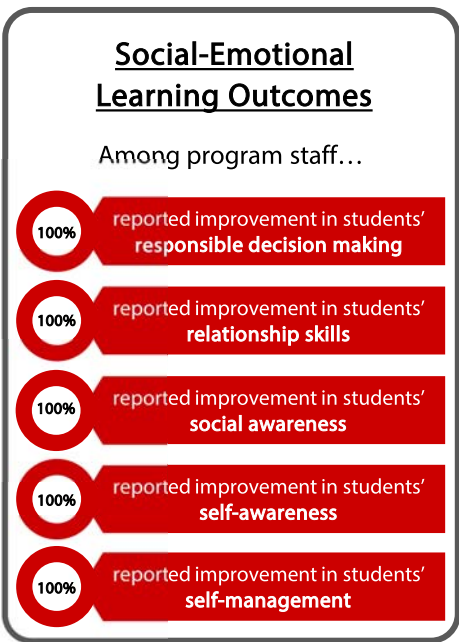 Social-Emotional
Learning Outcomes
Among program staff…
100%
reported improvement in students’
responsible decision making
100%
reported improvement in students’
relationship skills
100%
reported improvement in students’
social awareness
100%
reported improvement in students’
self-awareness
100%
reported improvement in students’
self-management